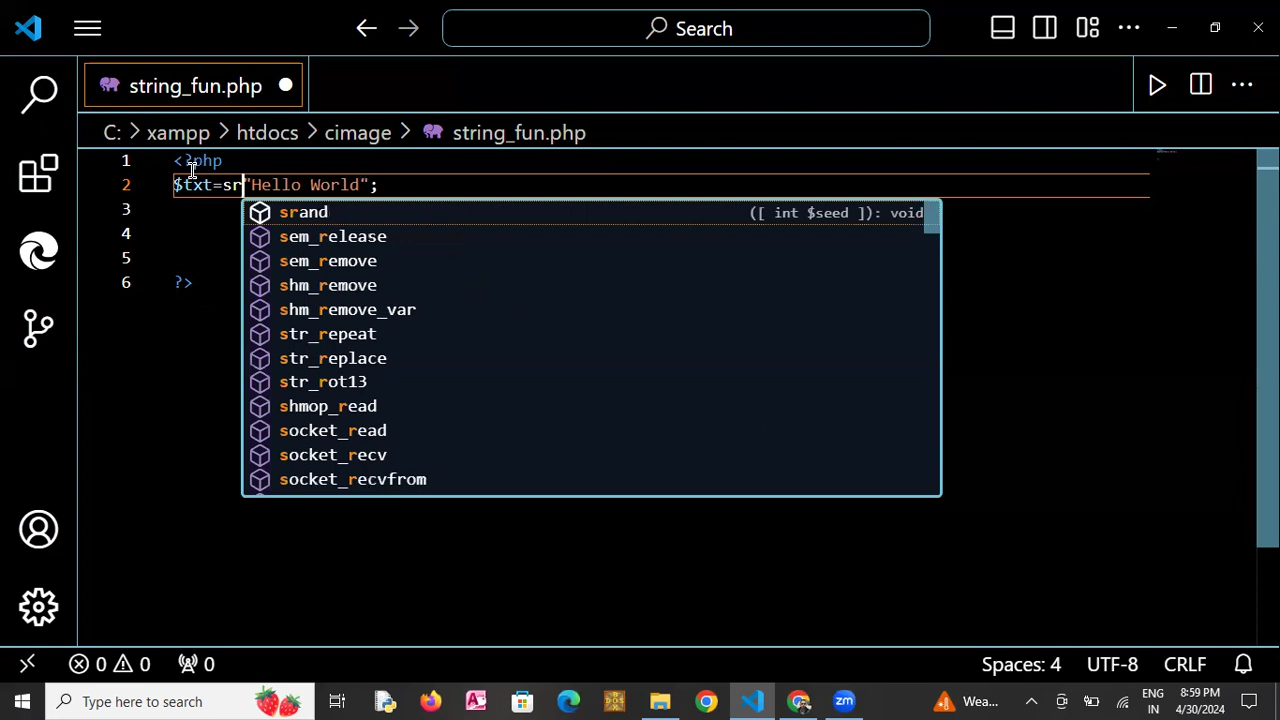 Search
string_fun.php
C: > xampp > htdocs > cimage > string_fun.php
1 <?php
2 $txt=sr"Hello World";
3
4
5
6 ?>
srand ([ int $seed ]): void
sem_release
sem_remove
shm_remove
shm_remove_var
str_repeat
str_replace
str_rot13
shmop_read
socket_read
socket_recv
socket_recvfrom
0 0 0 Spaces: 4 UTF-8 CRLF
Type here to search
Wea...
ENG
IN
8:59 PM
4/30/2024